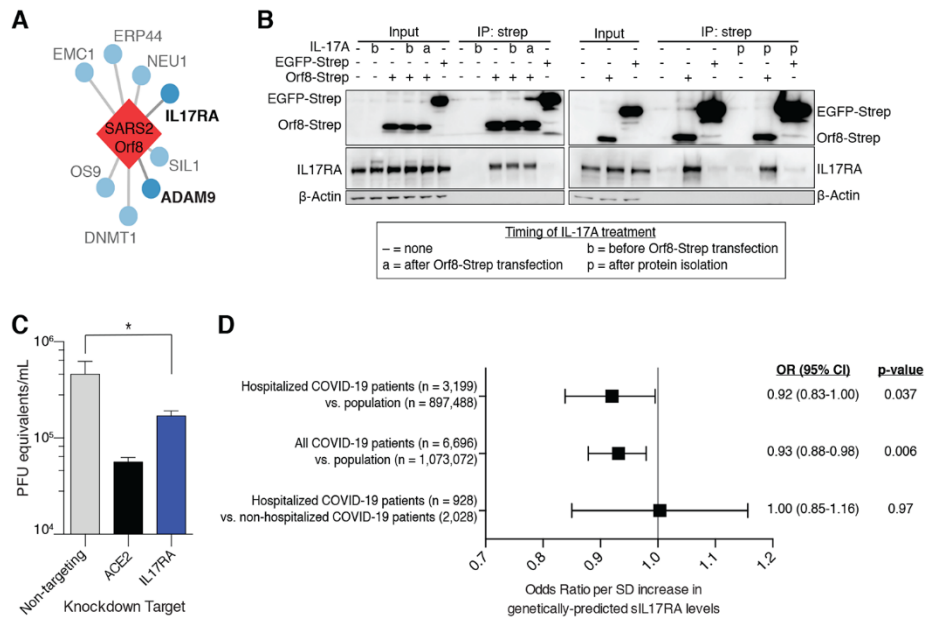 A
ERP44
EMC1
NEU1
IL17RA
SARS2
Orf8
SIL1
OS9
ADAM9
DNMT1
B
Input IP: strep Input IP: strep
IL-17A - b - b a - - b - b a - - - - - - - p p p
EGFP-Strep
Orf8-Strep
EGFP-Strep
Orf8-Strep
IL17RA
β-Actin
EGFP-Strep
Orf8-Strep
IL17RA
β-Actin
Timing of IL-17A treatment
– = none b = before Orf8-Strep transfection
a = after Orf8-Strep transfection p = after protein isolation
C
*
PFU equivalents/mL
10^6
10^5
10^4
Non-targeting
ACE2
IL17RA
Knockdown Target
D
OR (95% CI) p-value
Hospitalized COVID-19 patients (n = 3,199)
vs. population (n = 897,488)
0.92 (0.83-1.00) 0.037
All COVID-19 patients (n = 6,696)
vs. population (n = 1,073,072)
0.93 (0.88-0.98) 0.006
Hospitalized COVID-19 patients (n = 928)
vs. non-hospitalized COVID-19 patients (2,028)
1.00 (0.85-1.16) 0.97
0.7 0.8 0.9 1.0 1.1 1.2
Odds Ratio per SD increase in
genetically-predicted sIL17RA levels